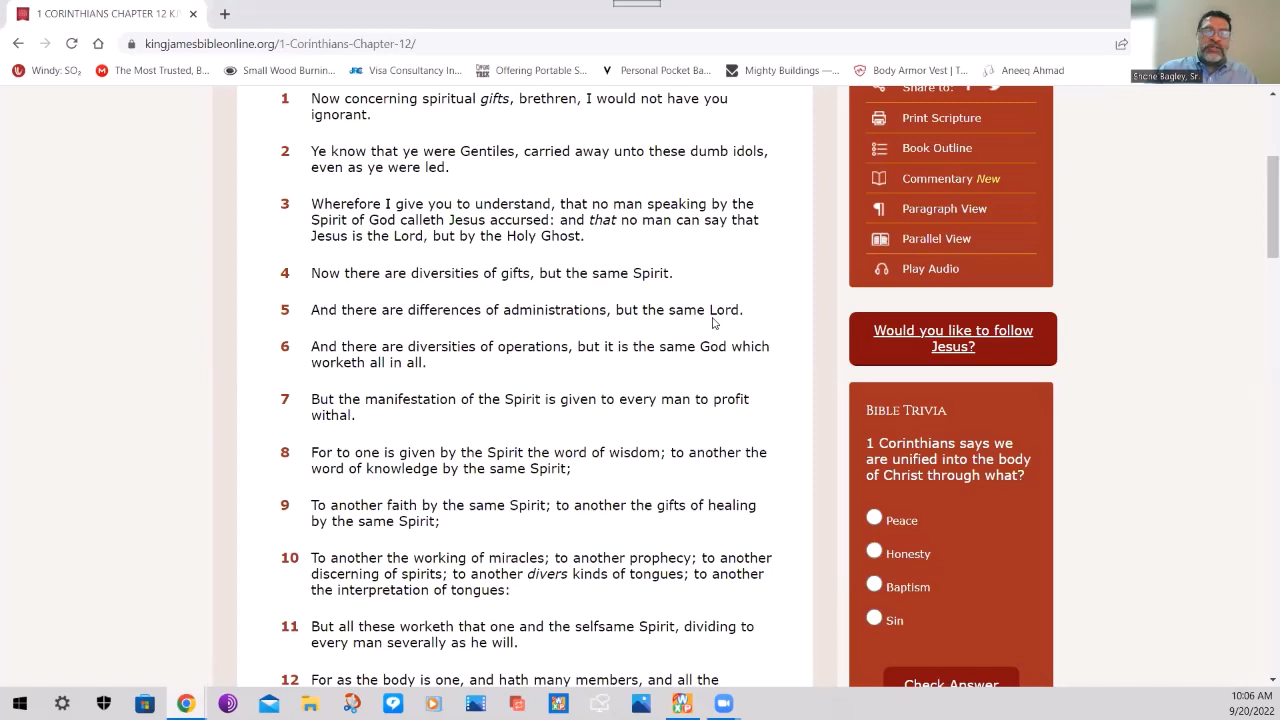 1 CORINTHIANS CHAPTER 12 K
kingjamesbibleonline.org/1-Corinthians-Chapter-12/
Windy: SO₂
The Most Trusted, B...
Small Wood Burnin...
Visa Consultancy In...
Offering Portable S...
Personal Pocket Ba...
Mighty Buildings —...
Body Armor Vest | T...
Aneeq Ahmad
Shone Bagley, Sr.
1 Now concerning spiritual gifts, brethren, I would not have you
ignorant.
2 Ye know that ye were Gentiles, carried away unto these dumb idols,
even as ye were led.
3 Wherefore I give you to understand, that no man speaking by the
Spirit of God calleth Jesus accursed: and that no man can say that
Jesus is the Lord, but by the Holy Ghost.
4 Now there are diversities of gifts, but the same Spirit.
5 And there are differences of administrations, but the same Lord.
6 And there are diversities of operations, but it is the same God which
worketh all in all.
7 But the manifestation of the Spirit is given to every man to profit
withal.
8 For to one is given by the Spirit the word of wisdom; to another the
word of knowledge by the same Spirit;
9 To another faith by the same Spirit; to another the gifts of healing
by the same Spirit;
10 To another the working of miracles; to another prophecy; to another
discerning of spirits; to another divers kinds of tongues; to another
the interpretation of tongues:
11 But all these worketh that one and the selfsame Spirit, dividing to
every man severally as he will.
12 For as the body is one, and hath many members, and all the
Share to:
Print Scripture
Book Outline
Commentary New
Paragraph View
Parallel View
Play Audio
Would you like to follow
Jesus?
BIBLE TRIVIA
1 Corinthians says we
are unified into the body
of Christ through what?
Peace
Honesty
Baptism
Sin
Check Answer
10:06 AM
9/20/2022